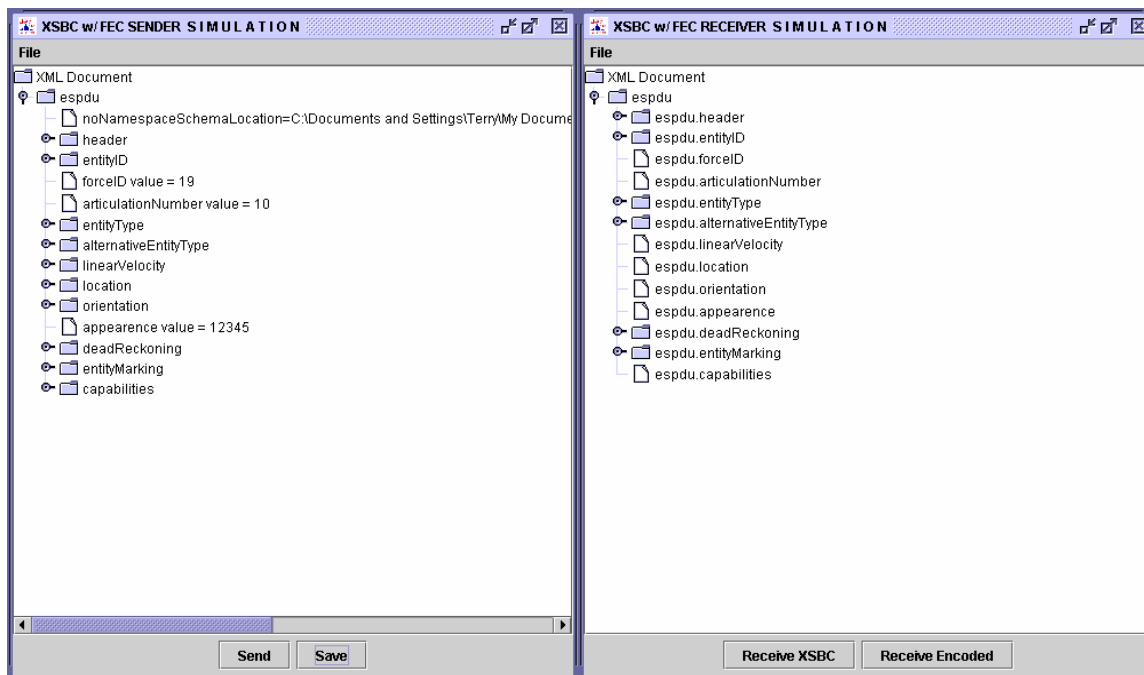 XSBC w/ FEC SENDER SIMULATION
File
XML Document
espdu
noNamespaceSchemaLocation=C:\Documents and Settings\Terry\My Docume
header
entityID
forceID value = 19
articulationNumber value = 10
entityType
alternativeEntityType
linearVelocity
location
orientation
appearence value = 12345
deadReckoning
entityMarking
capabilities
Send
Save
XSBC w/ FEC RECEIVER SIMULATION
File
XML Document
espdu
espdu.header
espdu.entityID
espdu.forceID
espdu.articulationNumber
espdu.entityType
espdu.alternativeEntityType
espdu.linearVelocity
espdu.location
espdu.orientation
espdu.appearence
espdu.deadReckoning
espdu.entityMarking
espdu.capabilities
Receive XSBC
Receive Encoded